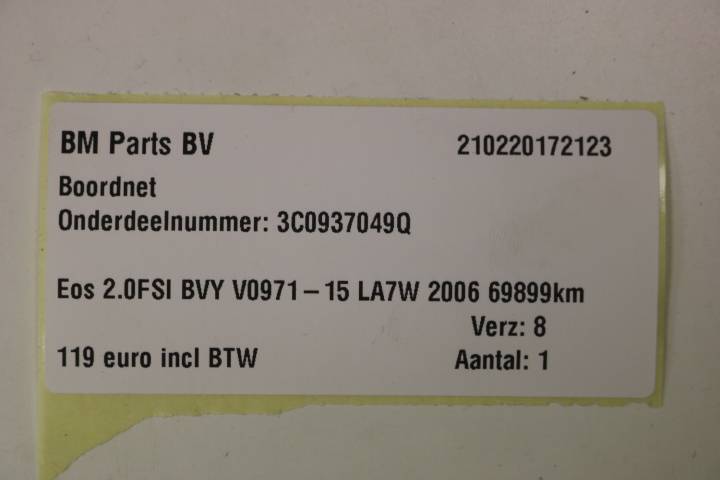 BM Parts BV 210220172123
Boordnet
Onderdeelnummer: 3C0937049Q
Eos 2.0FSI BVY V0971-15 LA7W 2006 69899km
Verz: 8
119 euro incl BTW Aantal: 1